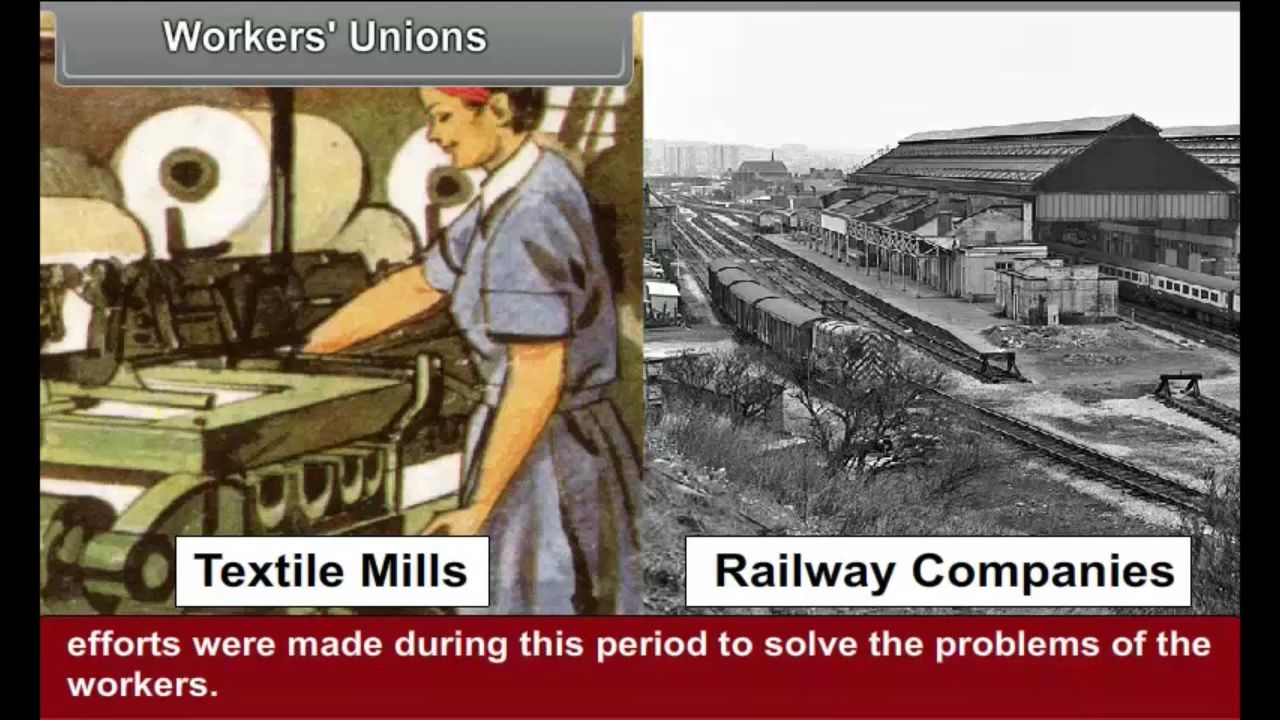 Workers' Unions
Textile Mills
Railway Companies
efforts were made during this period to solve the problems of the
workers.